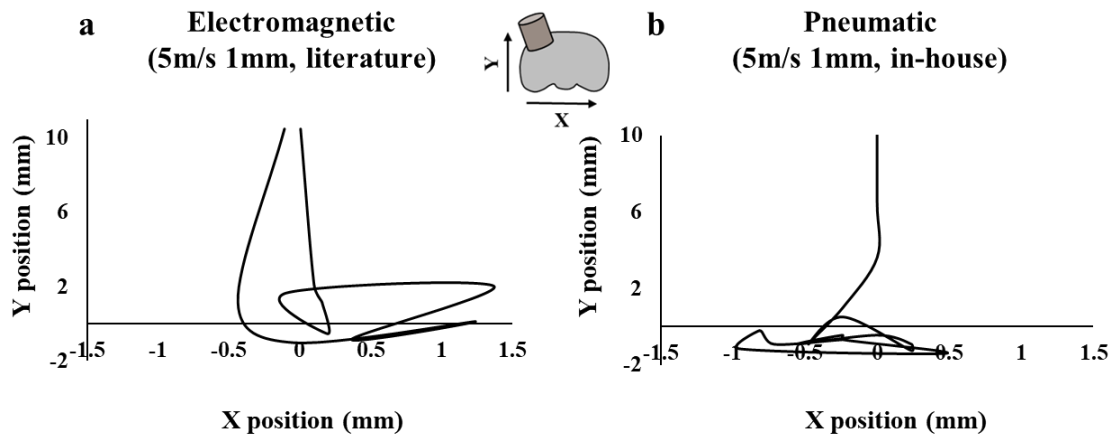 a
Electromagnetic
(5m/s 1mm, literature)
Y
X
b
Pneumatic
(5m/s 1mm, in-house)
Y position (mm)
10
6
2
-2
-1.5
-1
-0.5
0
0.5
1
1.5
X position (mm)
Y position (mm)
10
6
2
-2
-1.5
-1
-0.5
0
0.5
1
1.5
X position (mm)